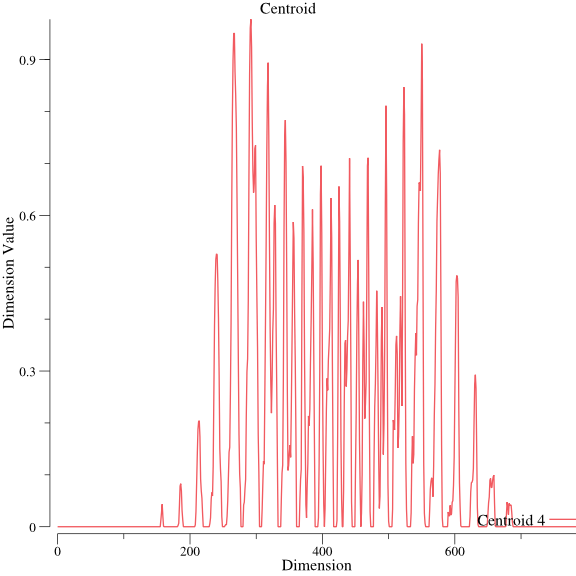 Centroid
Dimension Value
0.9
0.6
0.3
0
0 200 400 600
Centroid 4
Dimension